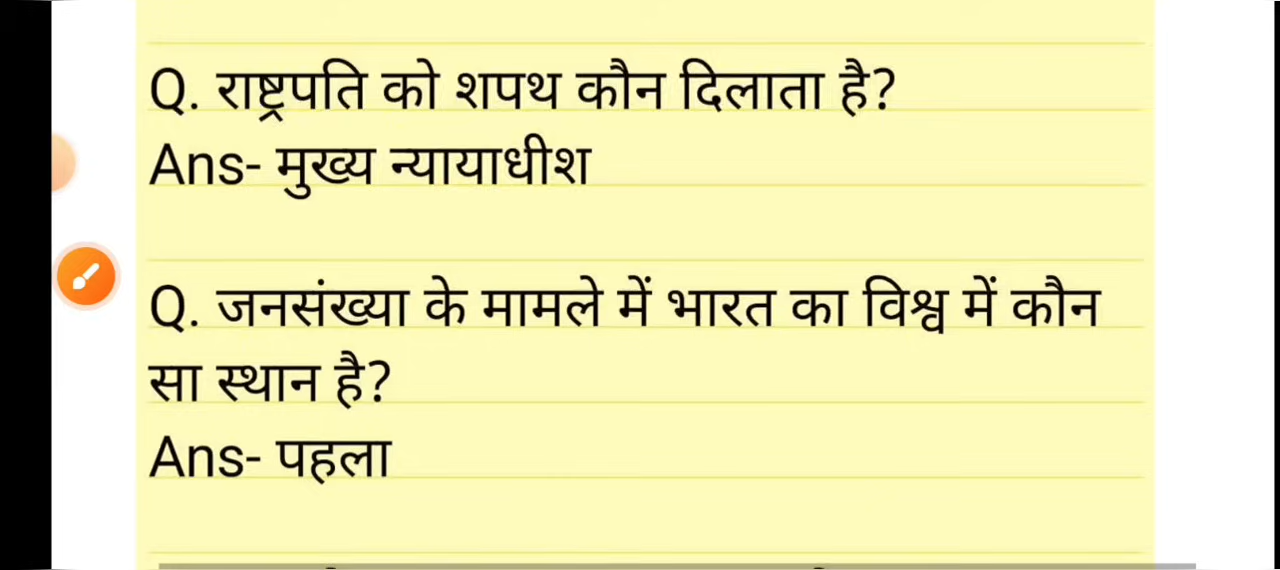 Q. राष्ट्रपति को शपथ कौन दिलाता है?
Ans- मुख्य न्यायाधीश
Q. जनसंख्या के मामले में भारत का विश्व में कौन
सा स्थान है?
Ans- पहला